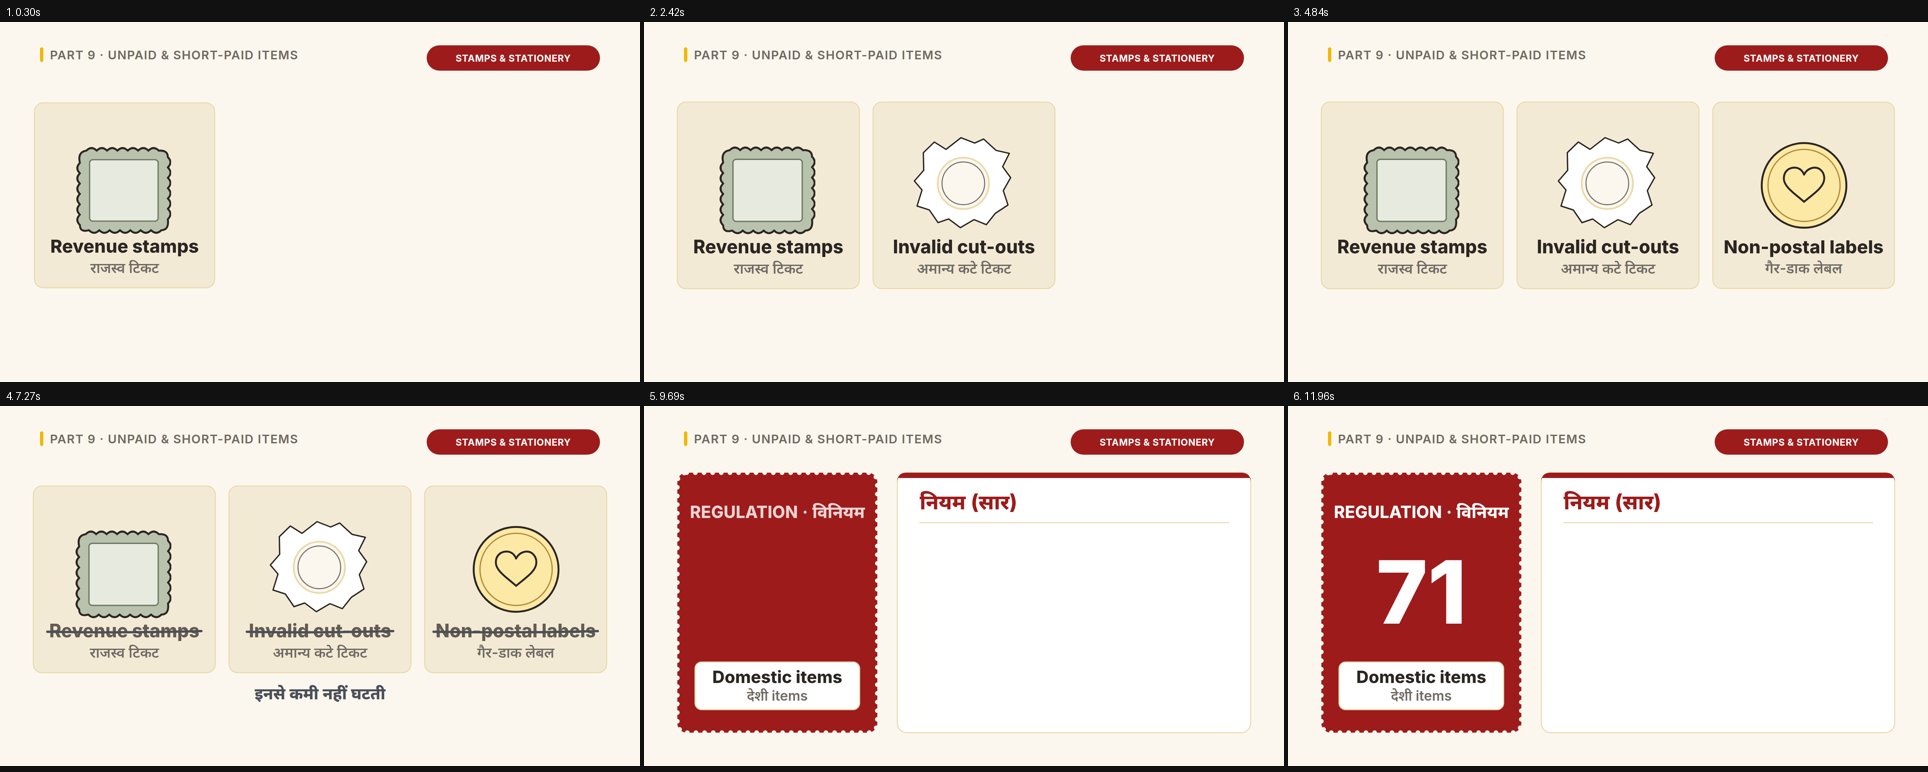 1. 0.30s
PART 9 · UNPAID & SHORT-PAID ITEMS
STAMPS & STATIONERY
Revenue stamps
राजस्व टिकट
2. 2.42s
PART 9 · UNPAID & SHORT-PAID ITEMS
STAMPS & STATIONERY
Revenue stamps
राजस्व टिकट
Invalid cut-outs
अमान्य कटे टिकट
3. 4.84s
PART 9 · UNPAID & SHORT-PAID ITEMS
STAMPS & STATIONERY
Revenue stamps
राजस्व टिकट
Invalid cut-outs
अमान्य कटे टिकट
Non-postal labels
गैर-डाक लेबल
4. 7.27s
PART 9 · UNPAID & SHORT-PAID ITEMS
STAMPS & STATIONERY
Revenue stamps
राजस्व टिकट
Invalid cut-outs
अमान्य कटे टिकट
Non-postal labels
गैर-डाक लेबल
इनसे कमी नहीं घटती
5. 9.69s
PART 9 · UNPAID & SHORT-PAID ITEMS
STAMPS & STATIONERY
REGULATION · विनियम
Domestic items
देशी items
नियम (सार)
6. 11.96s
PART 9 · UNPAID & SHORT-PAID ITEMS
STAMPS & STATIONERY
REGULATION · विनियम
71
Domestic items
देशी items
नियम (सार)